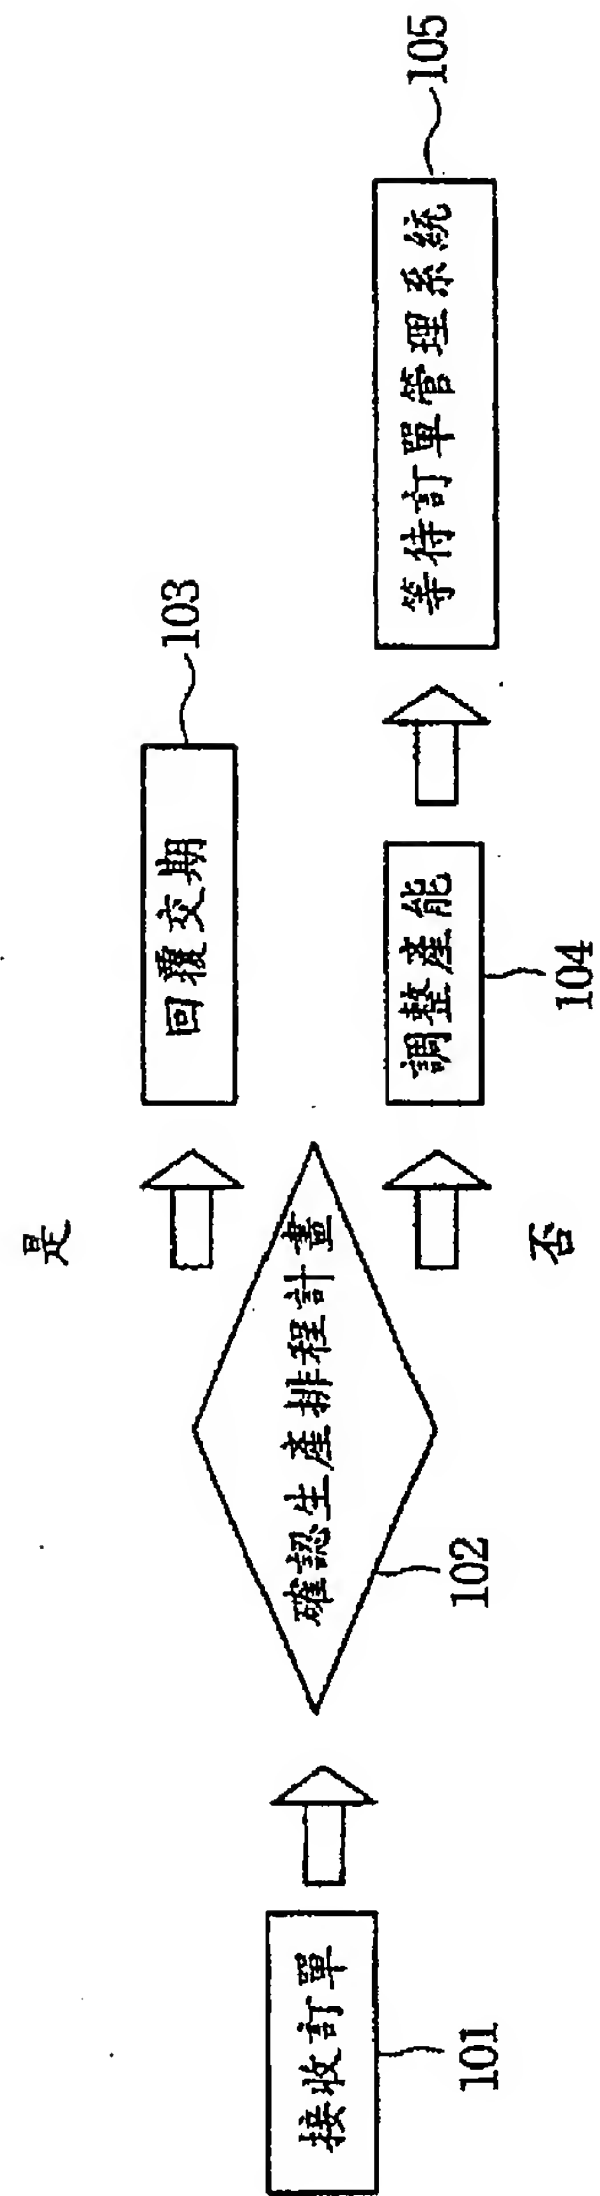 接收訂單
101
確認生產排程計畫
102
是
回覆交期
103
否
調整產能
104
等待訂單管理系統
105